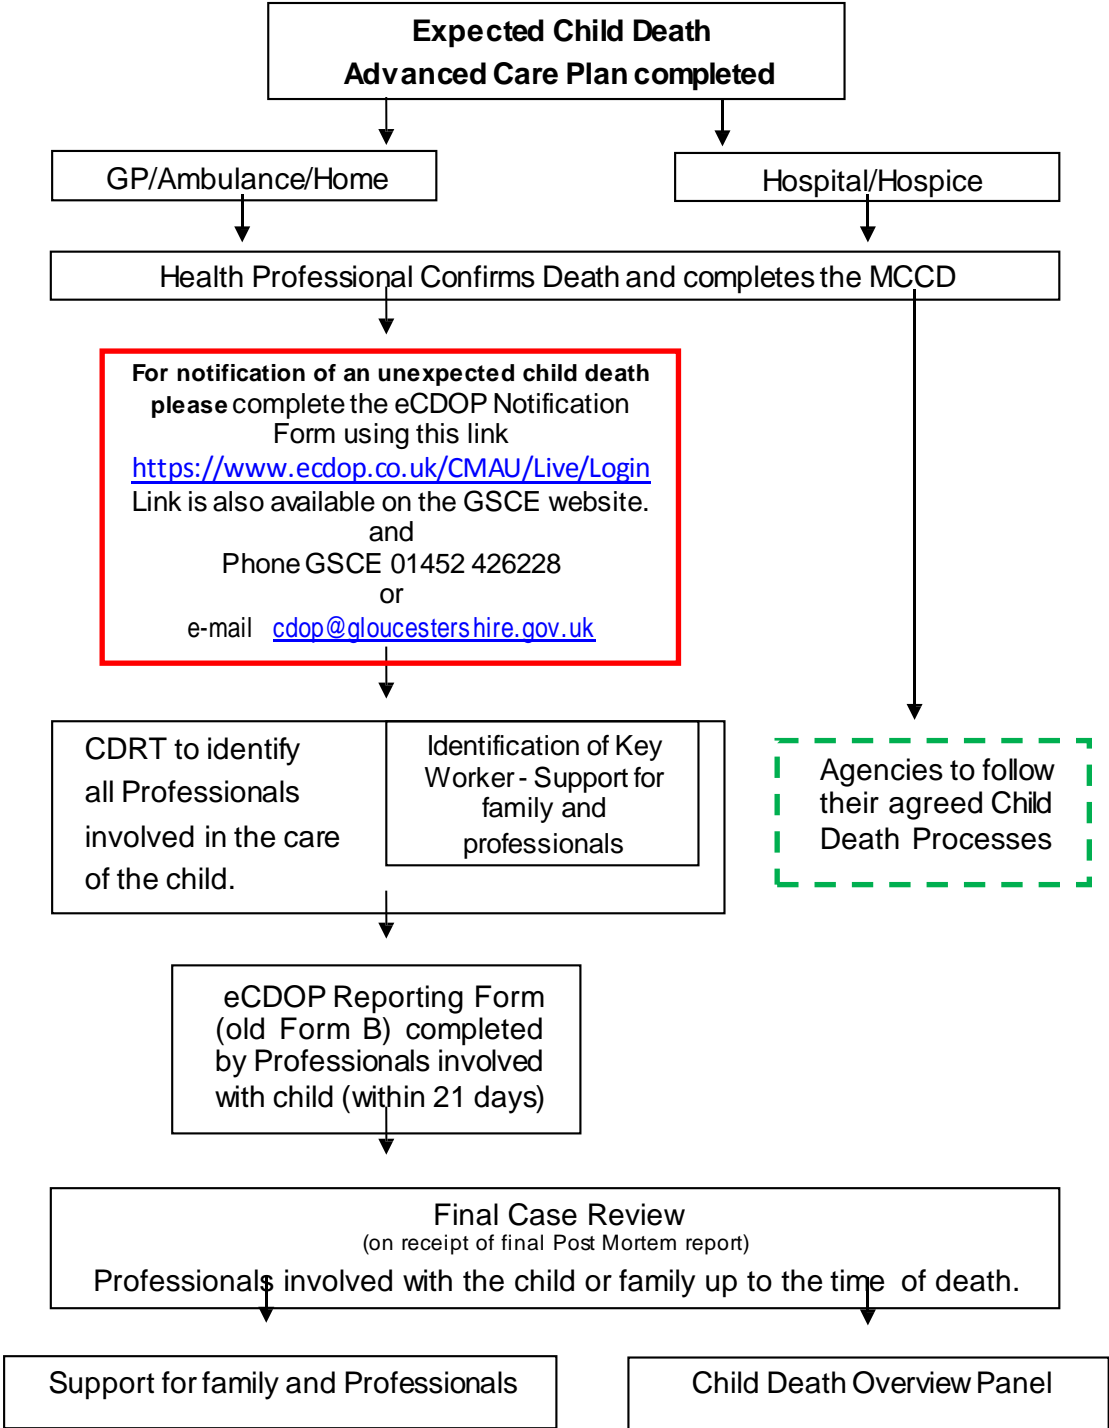 Expected Child Death
Advanced Care Plan completed
GP/Ambulance/Home
Hospital/Hospice
Health Professional Confirms Death and completes the MCCD
For notification of an unexpected child death
please complete the eCDOP Notification
Form using this link
https://www.ecdop.co.uk/CMAU/Live/Login
Link is also available on the GSCE website.
and
Phone GSCE 01452 426228
or
e-mail cdop@gloucestershire.gov.uk
CDRT to identify
all Professionals
involved in the care
of the child.
Identification of Key
Worker - Support for
family and
professionals
Agencies to follow
their agreed Child
Death Processes
eCDOP Reporting Form
(old Form B) completed
by Professionals involved
with child (within 21 days)
Final Case Review
(on receipt of final Post Mortem report)
Professionals involved with the child or family up to the time of death.
Support for family and Professionals
Child Death Overview Panel